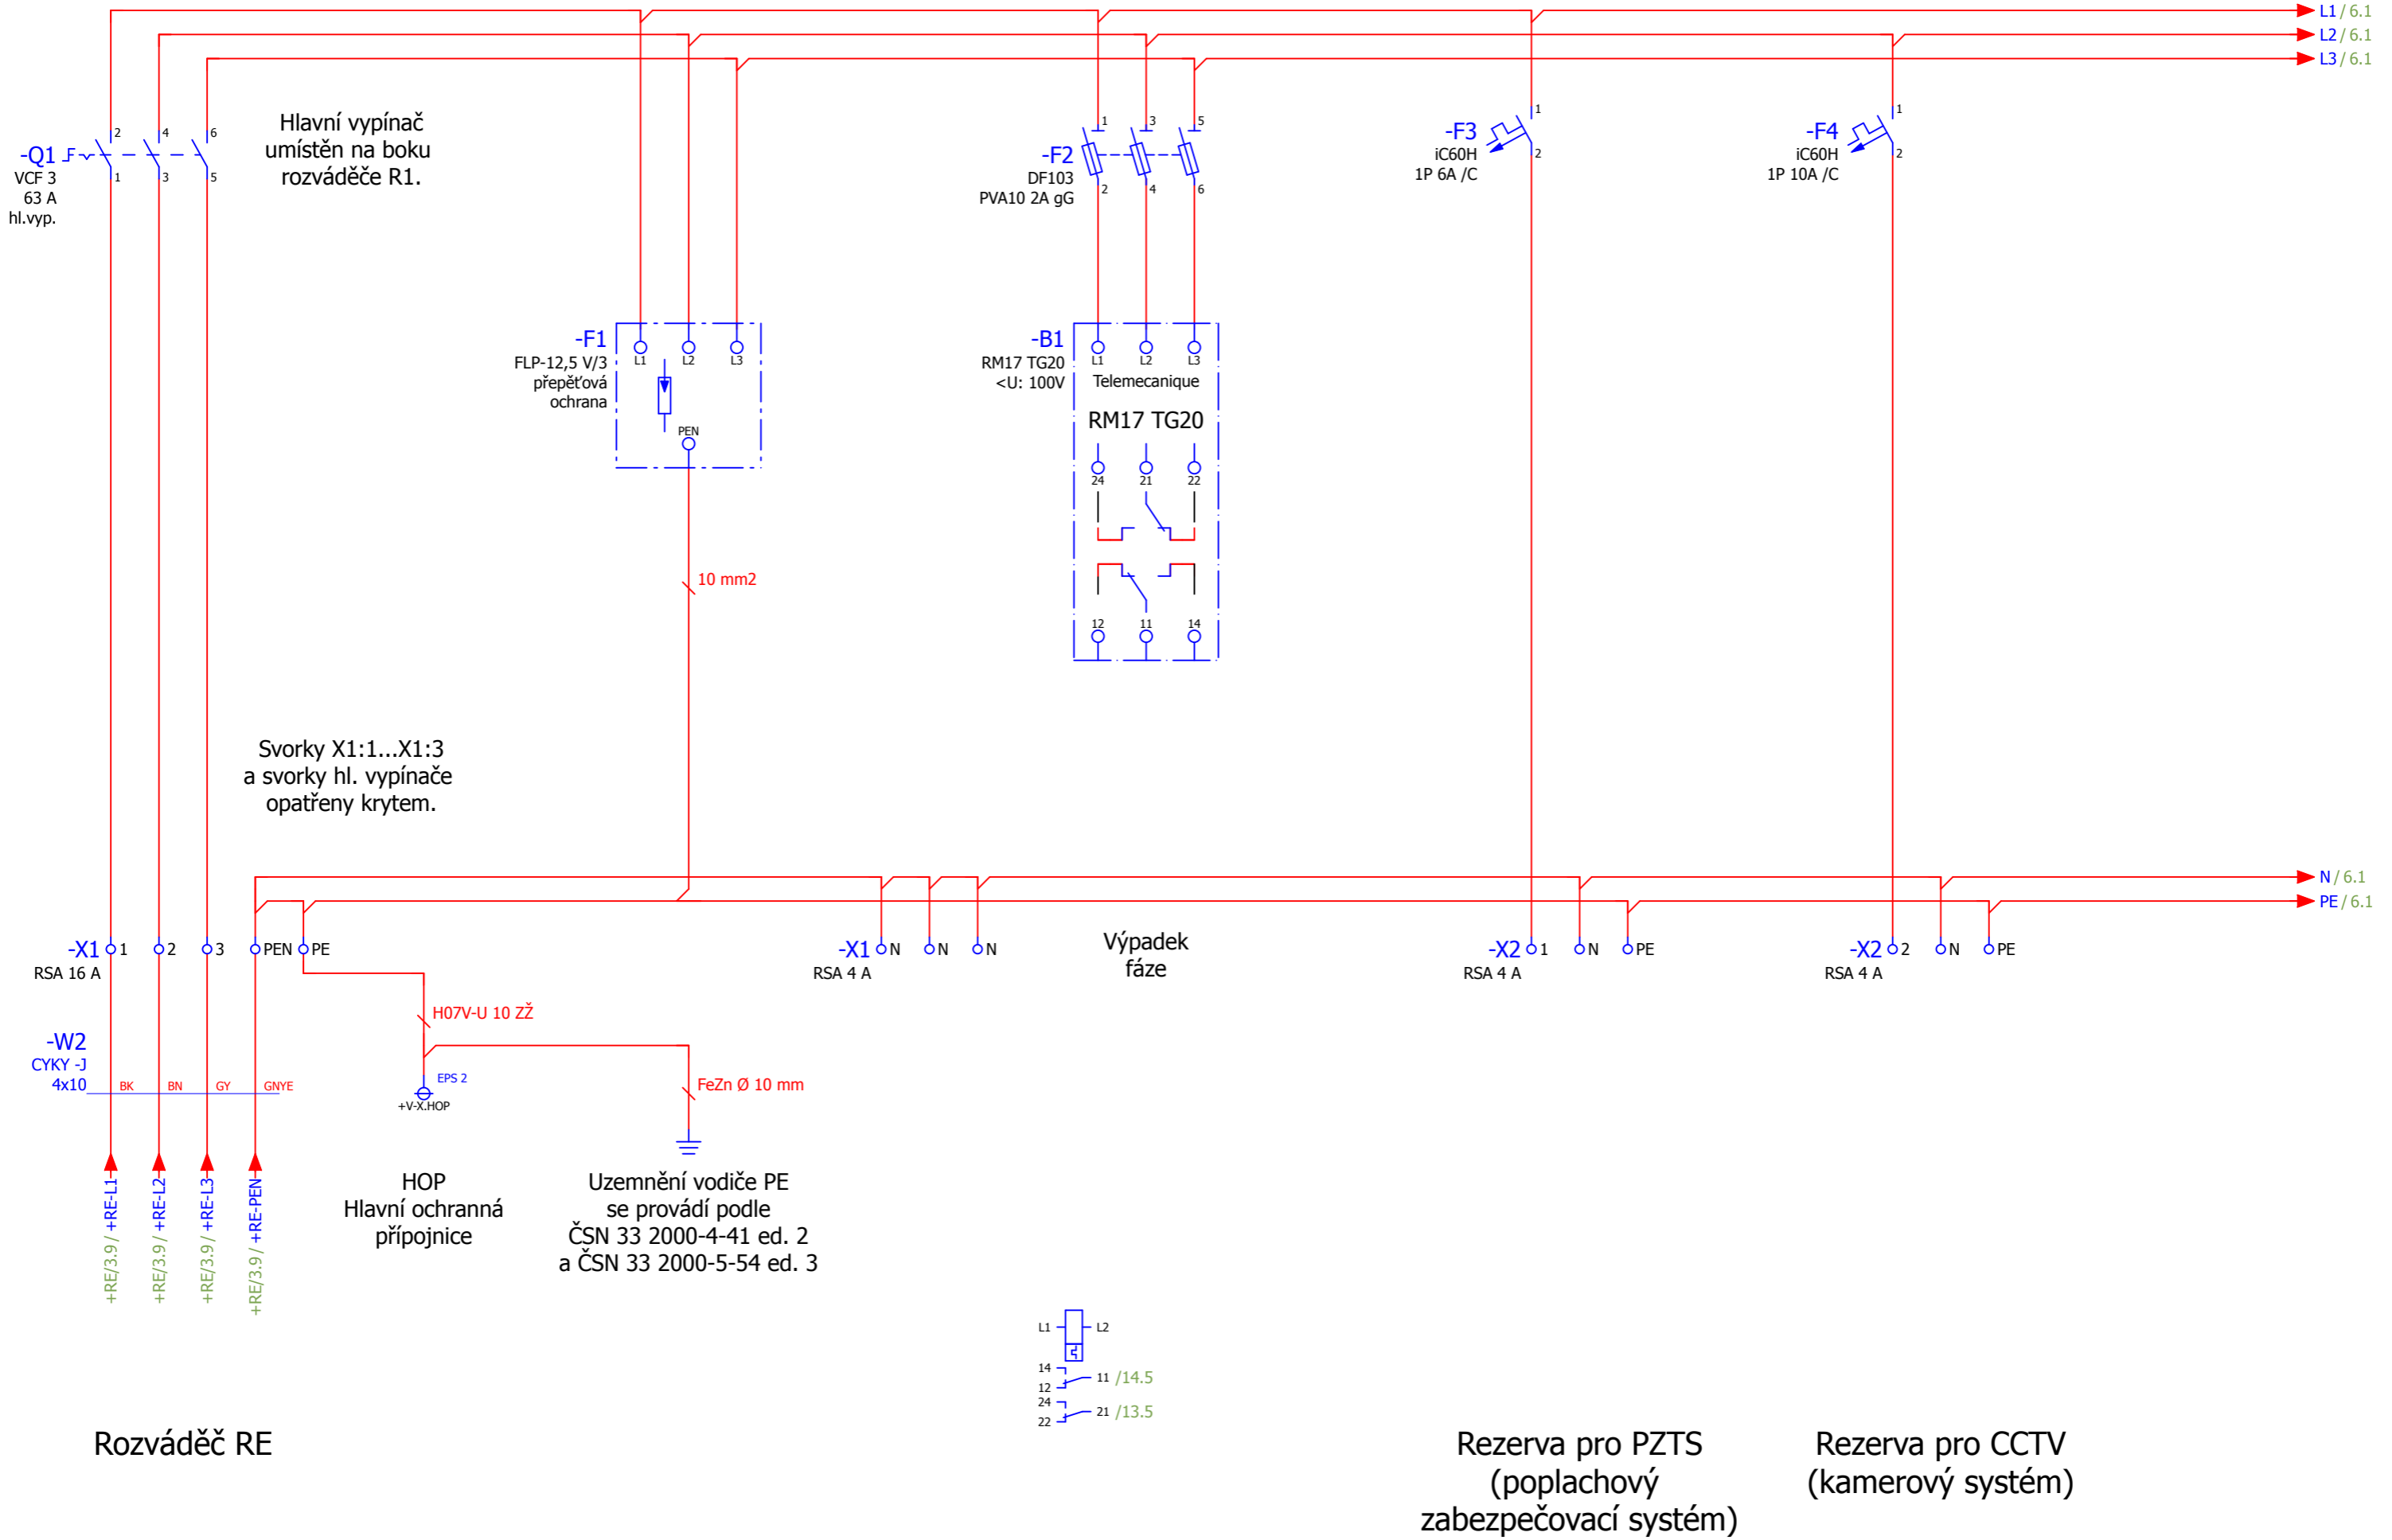 L1 / 6.1
L2 / 6.1
L3 / 6.1
-Q1
VCF 3
63 A
hl.vyp.
2
4
6
1
3
5
Hlavní vypínač
umístěn na boku
rozváděče R1.
-F2
DF103
PVA10 2A gG
1
3
5
2
4
6
-F3
iC60H
1P 6A /C
1
2
-F4
iC60H
1P 10A /C
1
2
-F1
FLP-12,5 V/3
přepěťová
ochrana
L1
L2
L3
PEN
10 mm2
-B1
RM17 TG20
<U: 100V
L1
L2
L3
Telemecanique
RM17 TG20
24
21
22
12
11
14
Svorky X1:1...X1:3
a svorky hl. vypínače
opatřeny krytem.
N / 6.1
PE / 6.1
-X1
RSA 16 A
1
2
3
PEN
PE
-X1
RSA 4 A
N
N
N
Výpadek
fáze
-X2
RSA 4 A
1
N
PE
-X2
RSA 4 A
2
N
PE
H07V-U 10 ZŽ
-W2
CYKY -J
4x10
BK
BN
GY
GNYE
EPS 2
+V-X.HOP
FeZn Ø 10 mm
+RE/3.9 / +RE-L1
+RE/3.9 / +RE-L2
+RE/3.9 / +RE-L3
+RE/3.9 / +RE-PEN
HOP
Hlavní ochranná
přípojnice
Uzemnění vodiče PE
se provádí podle
ČSN 33 2000-4-41 ed. 2
a ČSN 33 2000-5-54 ed. 3
L1
L2
14
12
11 /14.5
24
22
21 /13.5
Rozváděč RE
Rezerva pro PZTS
(poplachový
zabezpečovací systém)
Rezerva pro CCTV
(kamerový systém)